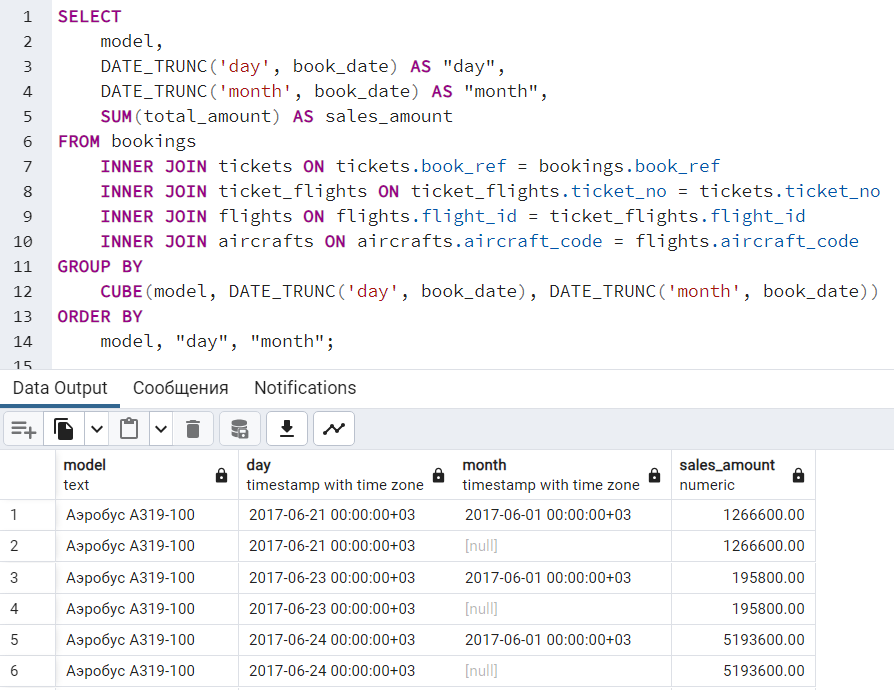 1 SELECT
2 model,
3 DATE_TRUNC('day', book_date) AS "day",
4 DATE_TRUNC('month', book_date) AS "month",
5 SUM(total_amount) AS sales_amount
6 FROM bookings
7 INNER JOIN tickets ON tickets.book_ref = bookings.book_ref
8 INNER JOIN ticket_flights ON ticket_flights.ticket_no = tickets.ticket_no
9 INNER JOIN flights ON flights.flight_id = ticket_flights.flight_id
10 INNER JOIN aircrafts ON aircrafts.aircraft_code = flights.aircraft_code
11 GROUP BY
12 CUBE(model, DATE_TRUNC('day', book_date), DATE_TRUNC('month', book_date))
13 ORDER BY
14 model, "day", "month";
15
Data Output Сообщения Notifications
model day month sales_amount
text timestamp with time zone timestamp with time zone numeric
1 Аэробус A319-100 2017-06-21 00:00:00+03 2017-06-01 00:00:00+03 1266600.00
2 Аэробус A319-100 2017-06-21 00:00:00+03 [null] 1266600.00
3 Аэробус A319-100 2017-06-23 00:00:00+03 2017-06-01 00:00:00+03 195800.00
4 Аэробус A319-100 2017-06-23 00:00:00+03 [null] 195800.00
5 Аэробус A319-100 2017-06-24 00:00:00+03 2017-06-01 00:00:00+03 5193600.00
6 Аэробус A319-100 2017-06-24 00:00:00+03 [null] 5193600.00